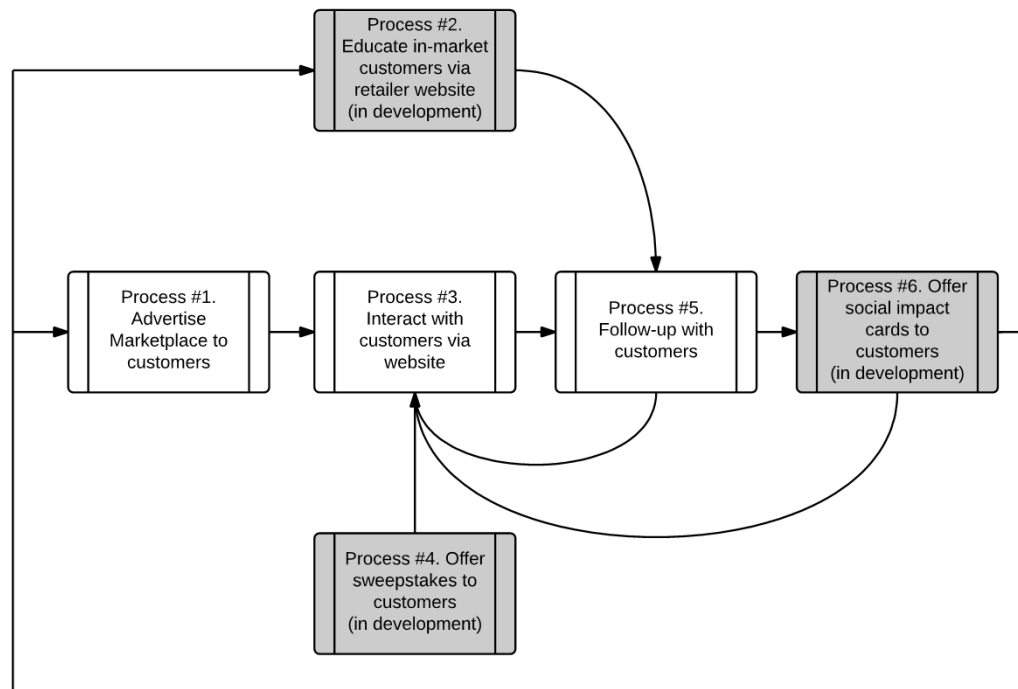 Process #2.
Educate in-market
customers via
retailer website
(in development)
Process #1.
Advertise
Marketplace to
customers
Process #3.
Interact with
customers via
website
Process #5.
Follow-up with
customers
Process #6. Offer
social impact
cards to
customers
(in development)
Process #4. Offer
sweepstakes to
customers
(in development)